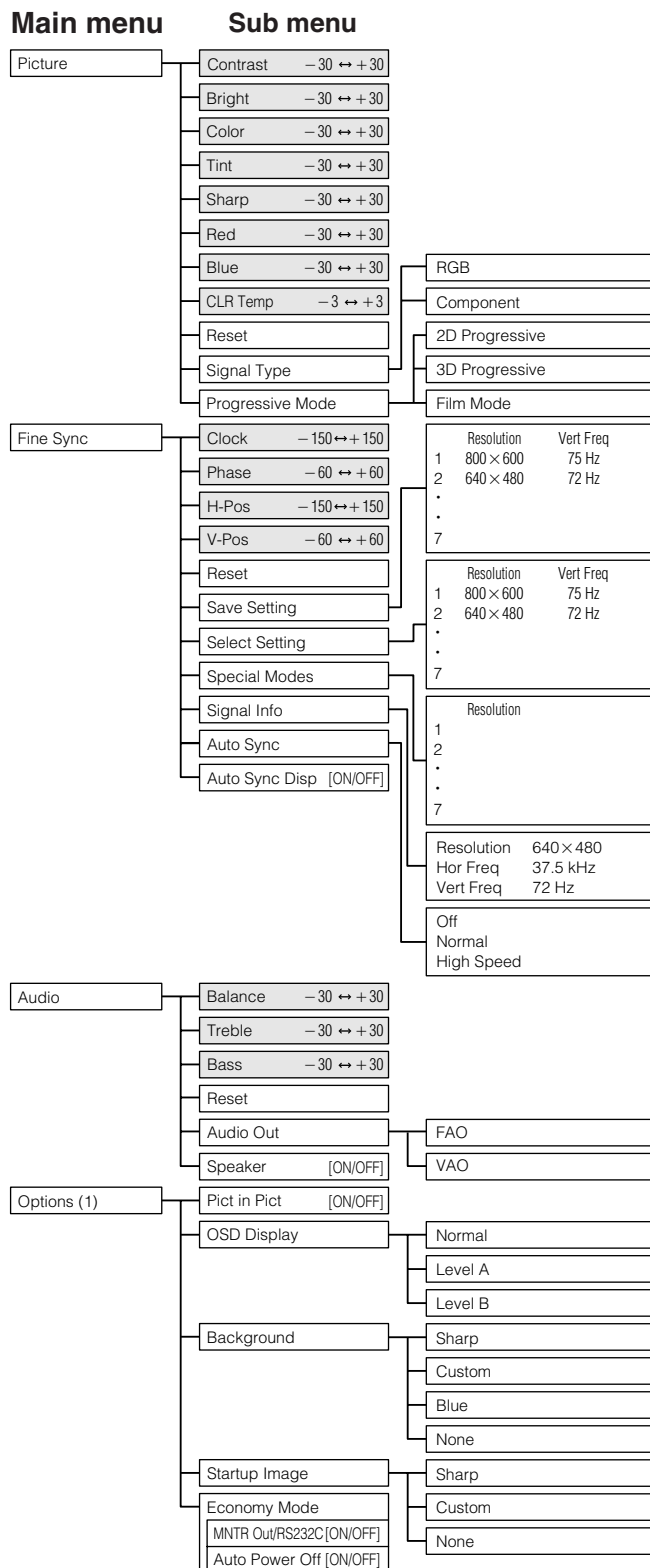 Main menu Sub menu
Picture
Contrast −30 ↔ +30
Bright −30 ↔ +30
Color −30 ↔ +30
Tint −30 ↔ +30
Sharp −30 ↔ +30
Red −30 ↔ +30
Blue −30 ↔ +30
CLR Temp −3 ↔ +3
Reset
Signal Type
RGB
Component
Progressive Mode
2D Progressive
3D Progressive
Film Mode
Fine Sync
Clock −150 ↔ +150
Phase −60 ↔ +60
H-Pos −150 ↔ +150
V-Pos −60 ↔ +60
Reset
Save Setting
Resolution Vert Freq
1 800 × 600 75 Hz
2 640 × 480 72 Hz
•
•
7
Select Setting
Resolution Vert Freq
1 800 × 600 75 Hz
2 640 × 480 72 Hz
•
•
7
Special Modes
Resolution
1
2
•
•
7
Signal Info
Resolution 640 × 480
Hor Freq 37.5 kHz
Vert Freq 72 Hz
Auto Sync
Off
Normal
High Speed
Auto Sync Disp [ON/OFF]
Audio
Balance −30 ↔ +30
Treble −30 ↔ +30
Bass −30 ↔ +30
Reset
Audio Out
FAO
VAO
Speaker [ON/OFF]
Options (1)
Pict in Pict [ON/OFF]
OSD Display
Normal
Level A
Level B
Background
Sharp
Custom
Blue
None
Startup Image
Sharp
Custom
None
Economy Mode
MNTR Out/RS232C [ON/OFF]
Auto Power Off [ON/OFF]